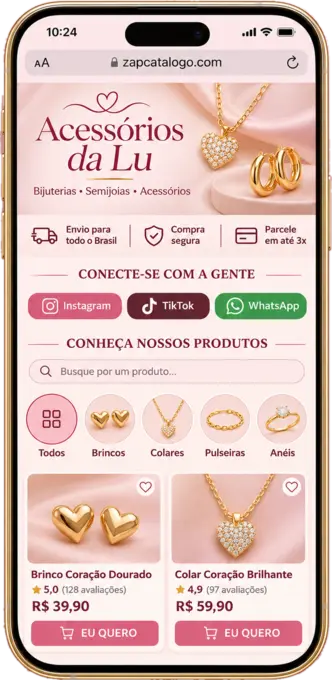 10:24
AA zapcatalogo.com
Acessórios
da Lu
Bijuterias • Semijoias • Acessórios
Envio para
todo o Brasil
Compra
segura
Parcele
em até 3x
CONECTE-SE COM A GENTE
Instagram
TikTok
WhatsApp
CONHEÇA NOSSOS PRODUTOS
Busque por um produto...
Todos
Brincos
Colares
Pulseiras
Anéis
Brinco Coração Dourado
5,0 (128 avaliações)
R$ 39,90
EU QUERO
Colar Coração Brilhante
4,9 (97 avaliações)
R$ 59,90
EU QUERO